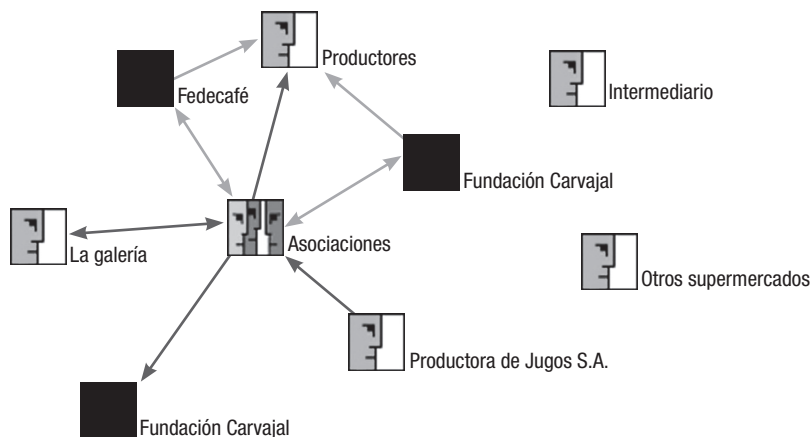 Productores
Fedecafé
Intermediario
Fundación Carvajal
La galería
Asociaciones
Otros supermercados
Productora de Jugos S.A.
Fundación Carvajal